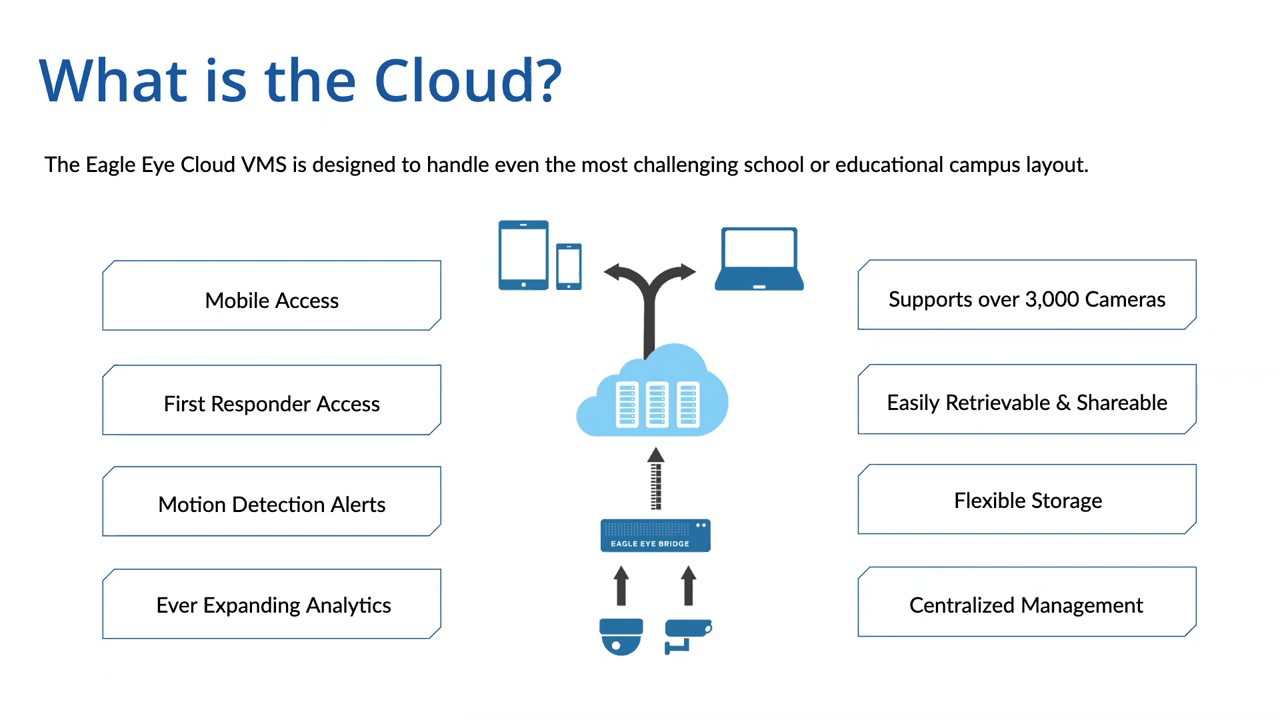 What is the Cloud?
The Eagle Eye Cloud VMS is designed to handle even the most challenging school or educational campus layout.
Mobile Access
First Responder Access
Motion Detection Alerts
Ever Expanding Analytics
EAGLE EYE BRIDGE
Supports over 3,000 Cameras
Easily Retrievable & Shareable
Flexible Storage
Centralized Management